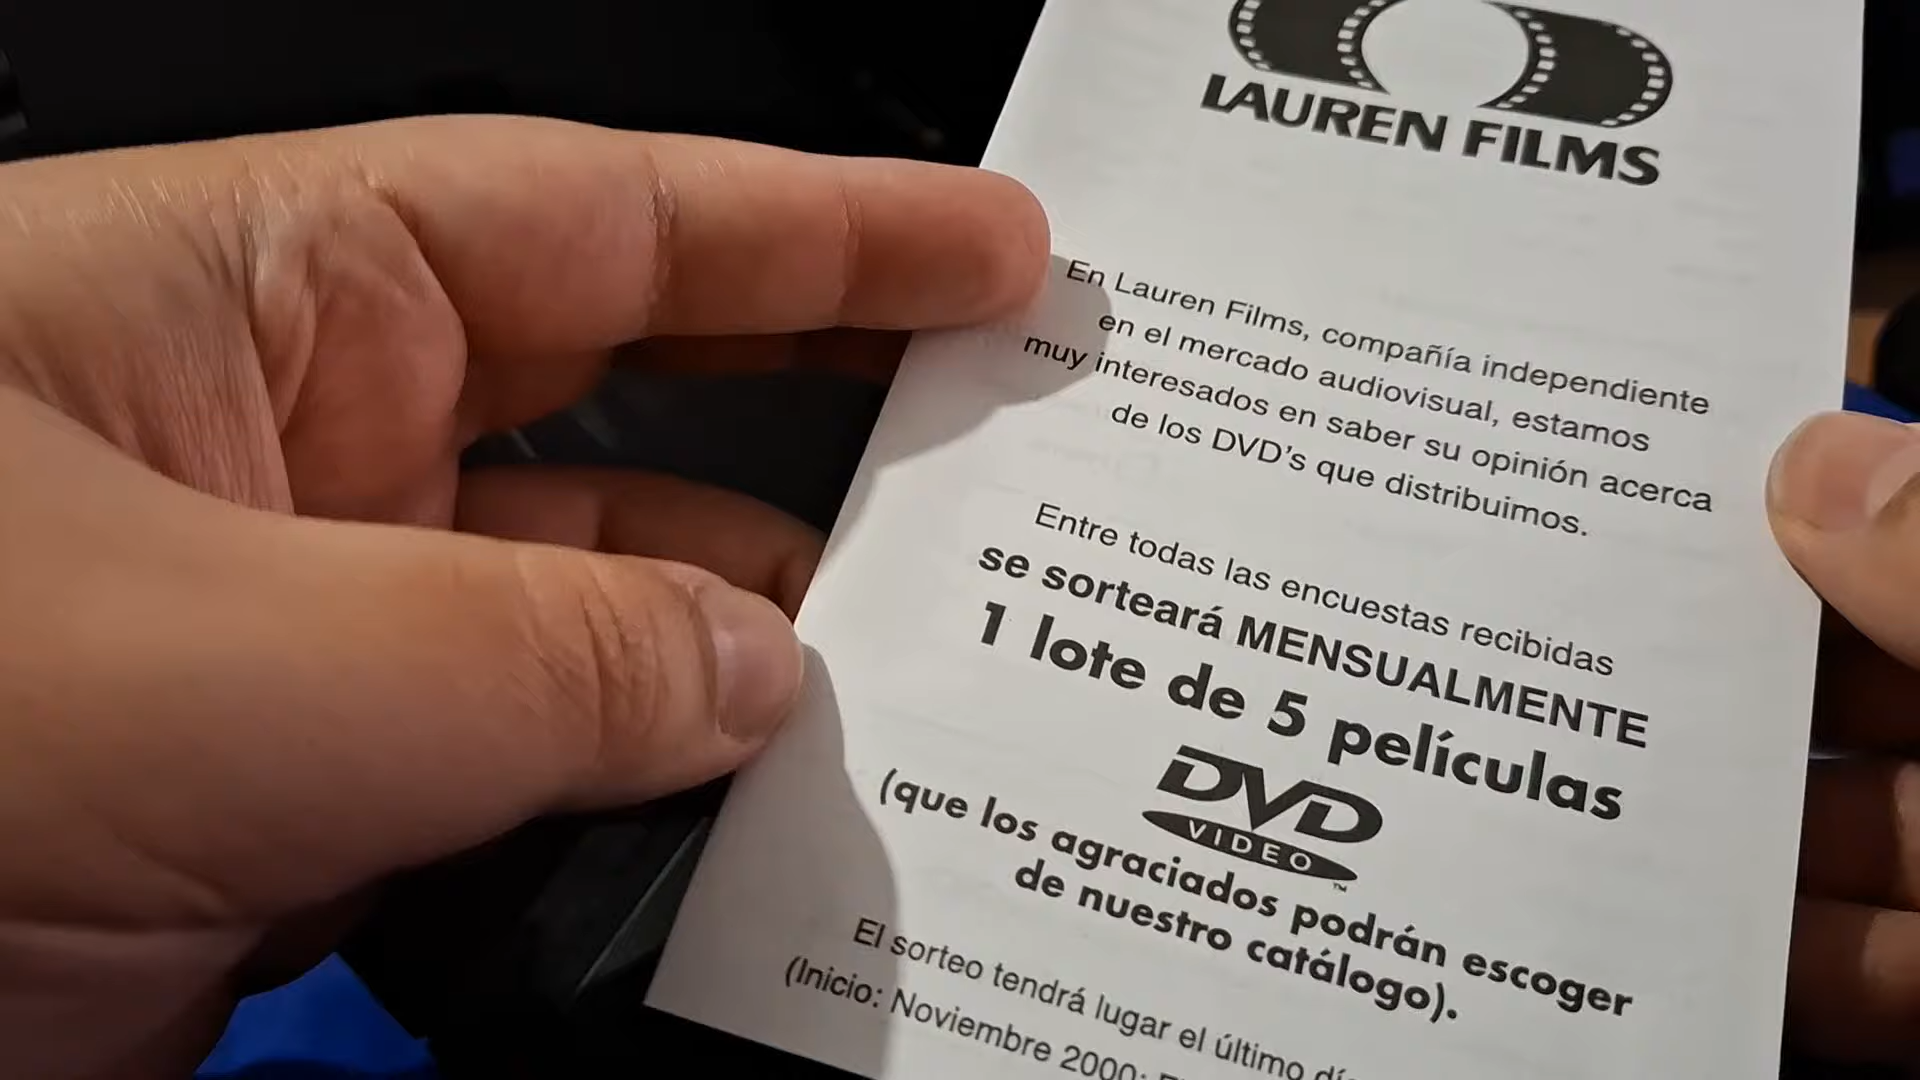 LAUREN FILMS
En Lauren Films, compañía independiente
en el mercado audiovisual, estamos
muy interesados en saber su opinión acerca
de los DVD's que distribuimos.
Entre todas las encuestas recibidas
se sorteará MENSUALMENTE
1 lote de 5 películas
DVD
VIDEO
TM
(que los agraciados podrán escoger
de nuestro catálogo).
El sorteo tendrá lugar el último
(Inicio: Noviembre 2000;